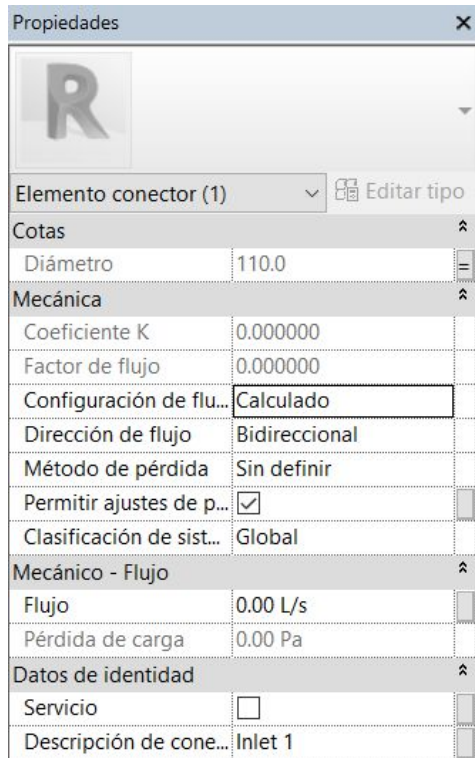 Propiedades
R
Elemento conector (1) Editar tipo
Cotas
Diámetro 110.0 =
Mecánica
Coeficiente K 0.000000
Factor de flujo 0.000000
Configuración de flu... Calculado
Dirección de flujo Bidireccional
Método de pérdida Sin definir
Permitir ajustes de p...
Clasificación de sist... Global
Mecánico - Flujo
Flujo 0.00 L/s
Pérdida de carga 0.00 Pa
Datos de identidad
Servicio
Descripción de cone... Inlet 1